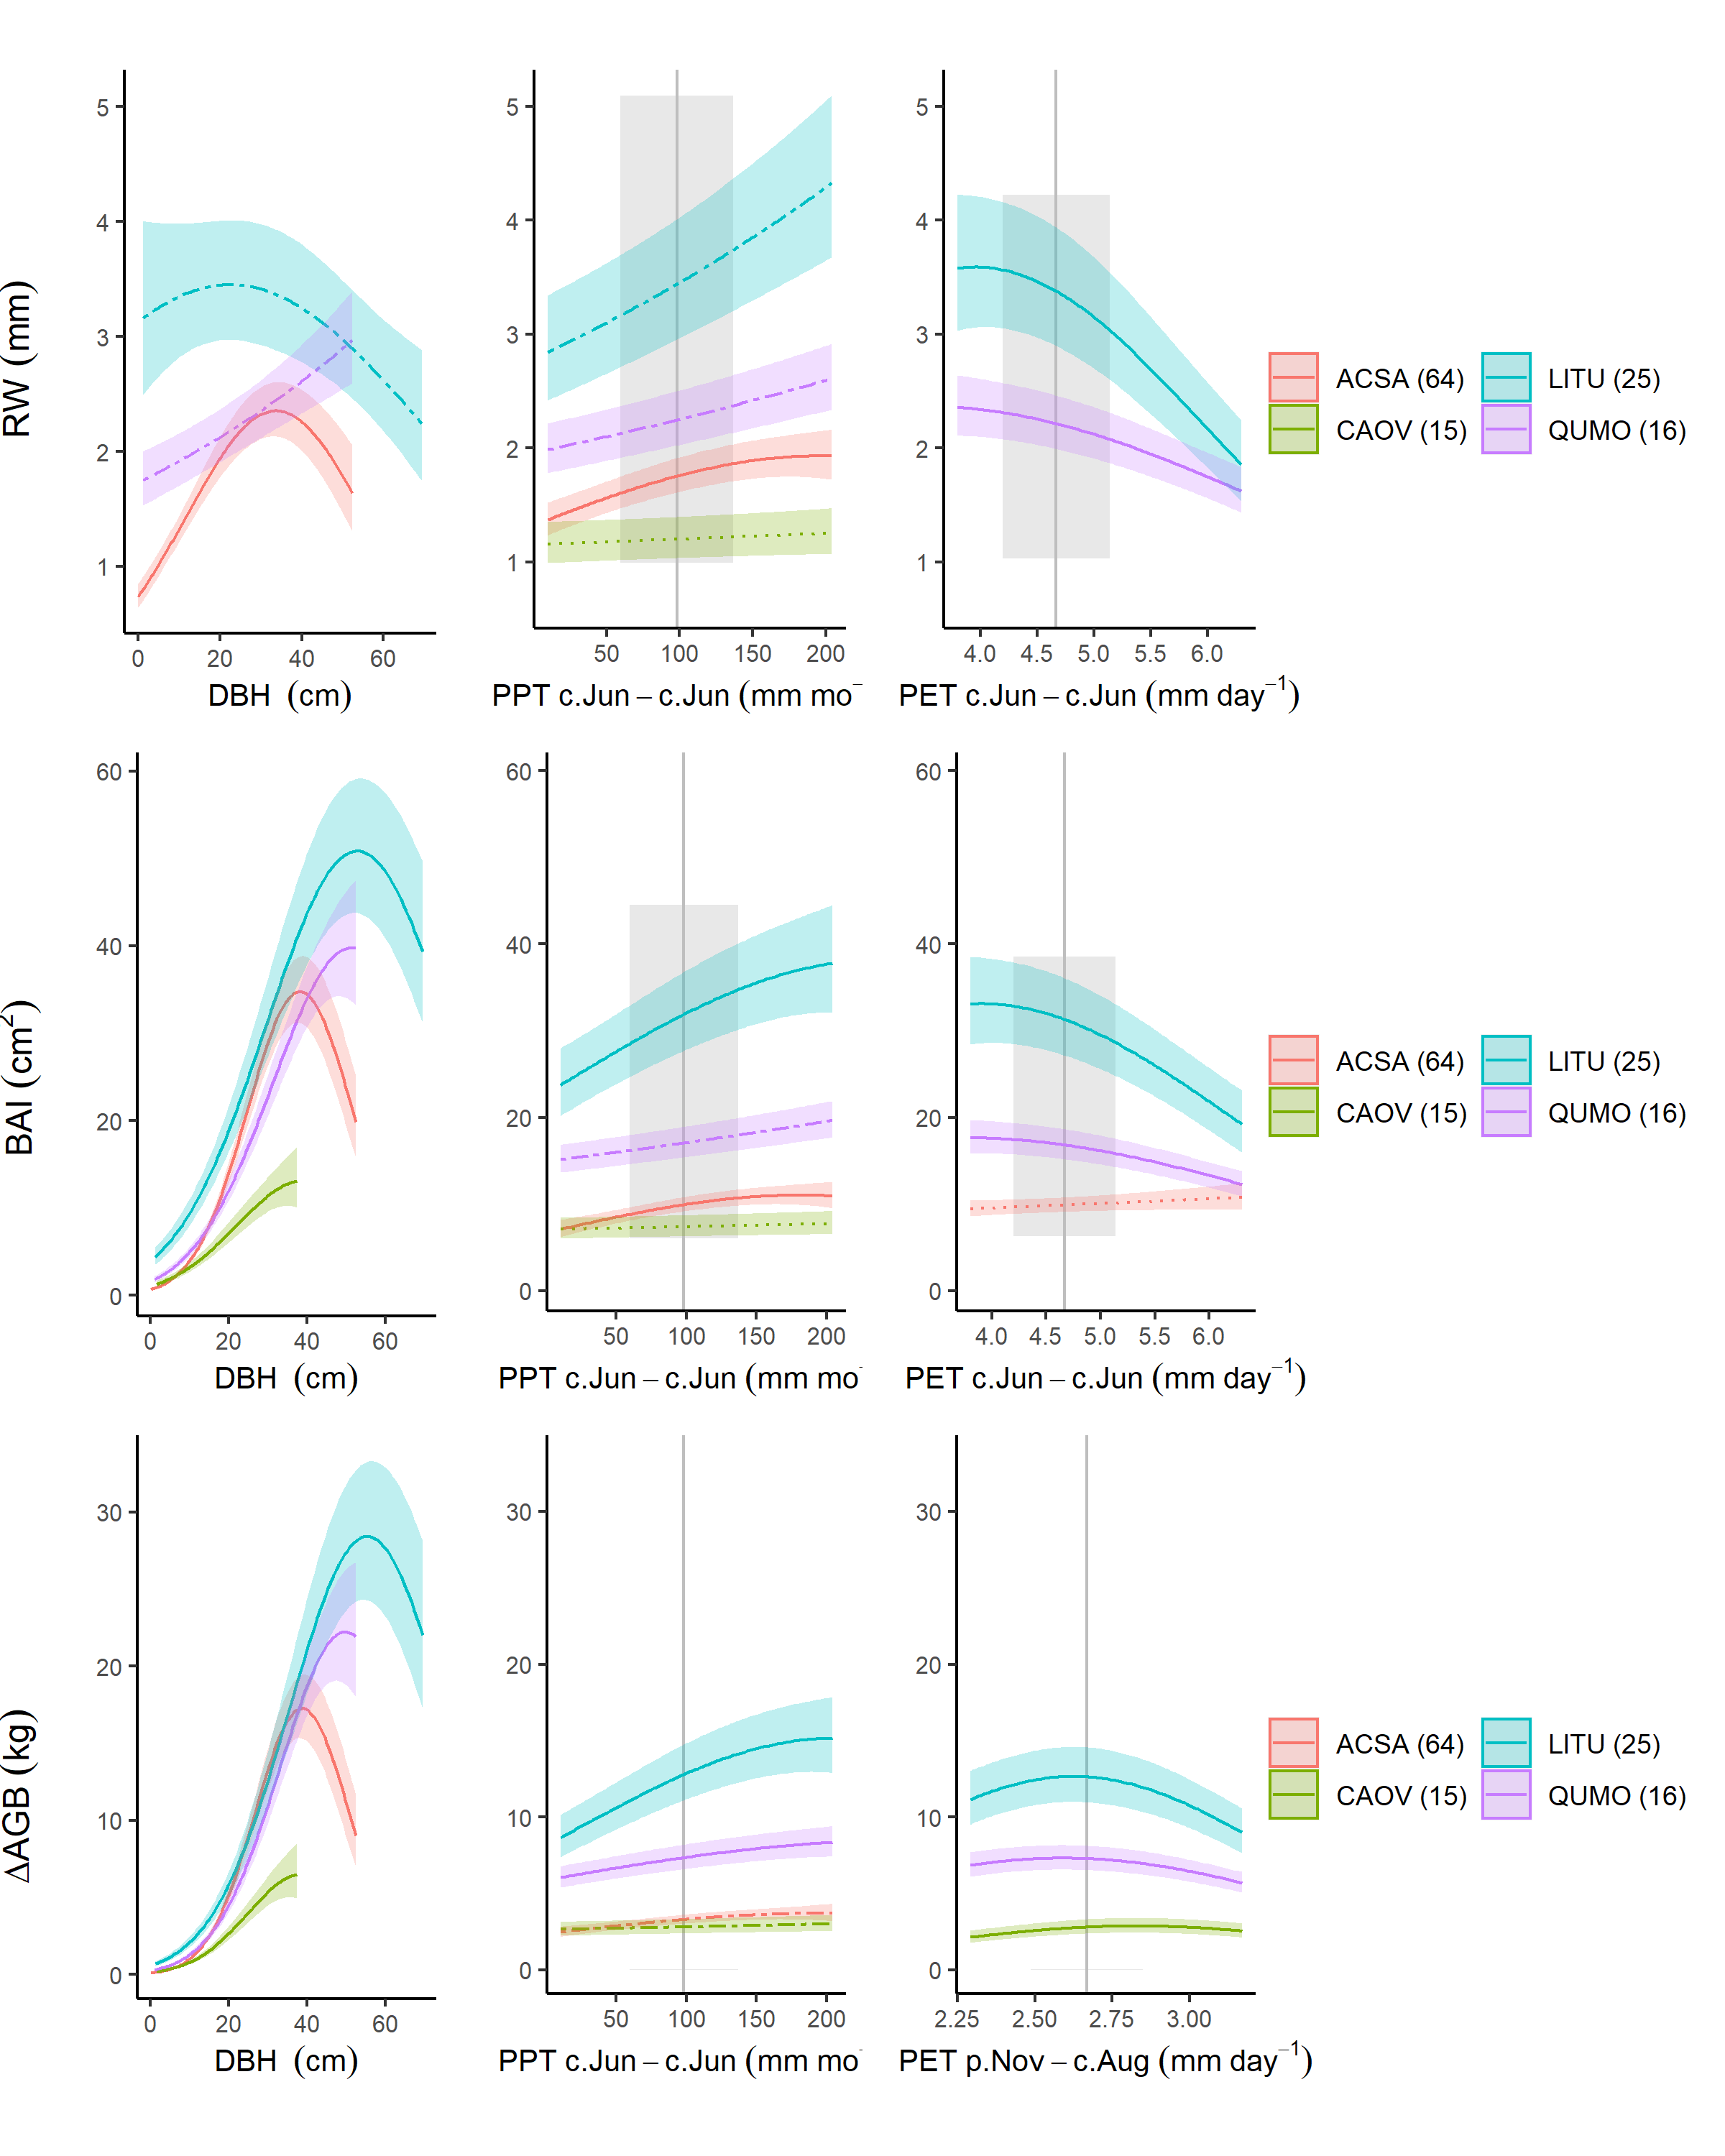 RW (mm)
5
4
3
2
1
0 20 40 60
DBH (cm)
5
4
3
2
1
50 100 150 200
PPT c.Jun – c.Jun (mm mo⁻
5
4
3
2
1
4.0 4.5 5.0 5.5 6.0
PET c.Jun – c.Jun (mm day⁻¹)
ACSA (64) LITU (25)
CAOV (15) QUMO (16)
BAI (cm²)
60
40
20
0
0 20 40 60
DBH (cm)
60
40
20
0
50 100 150 200
PPT c.Jun – c.Jun (mm mo⁻
60
40
20
0
4.0 4.5 5.0 5.5 6.0
PET c.Jun – c.Jun (mm day⁻¹)
ACSA (64) LITU (25)
CAOV (15) QUMO (16)
ΔAGB (kg)
30
20
10
0
0 20 40 60
DBH (cm)
30
20
10
0
50 100 150 200
PPT c.Jun – c.Jun (mm mo⁻
30
20
10
0
2.25 2.50 2.75 3.00
PET p.Nov – c.Aug (mm day⁻¹)
ACSA (64) LITU (25)
CAOV (15) QUMO (16)